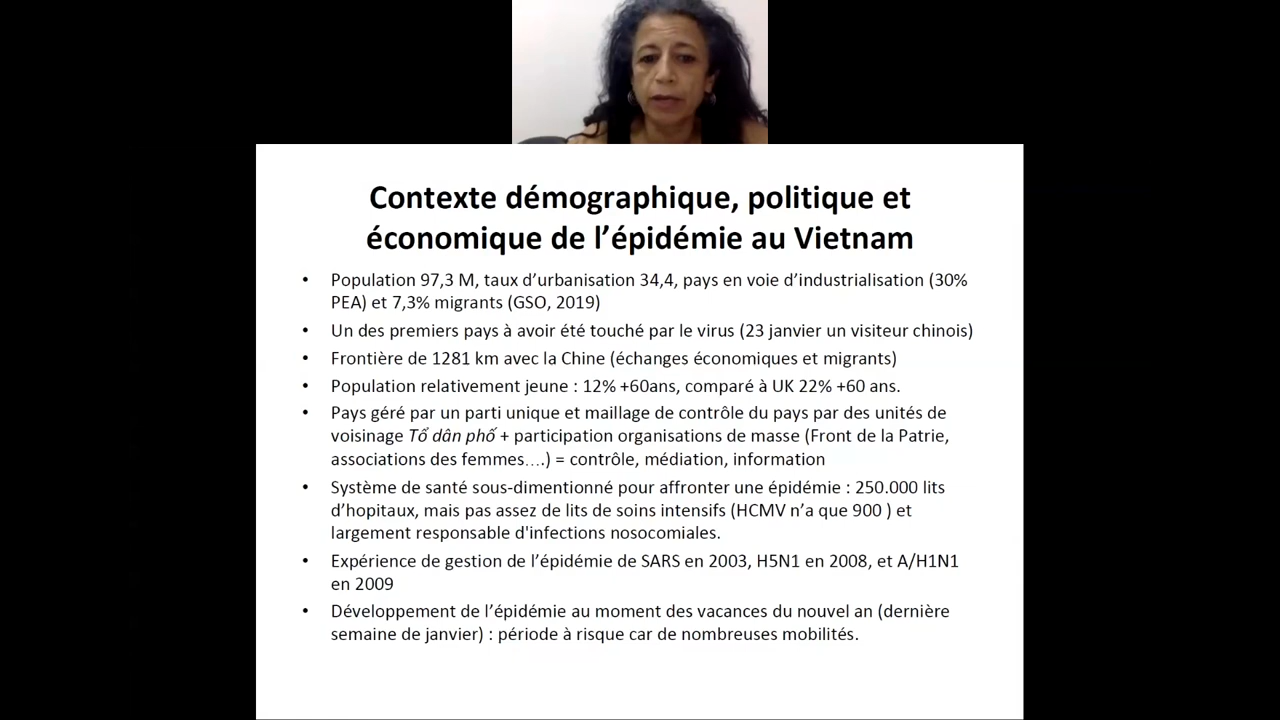 Contexte démographique, politique et
économique de l’épidémie au Vietnam
• Population 97,3 M, taux d’urbanisation 34,4, pays en voie d’industrialisation (30%
PEA) et 7,3% migrants (GSO, 2019)
• Un des premiers pays à avoir été touché par le virus (23 janvier un visiteur chinois)
• Frontière de 1281 km avec la Chine (échanges économiques et migrants)
• Population relativement jeune : 12% +60ans, comparé à UK 22% +60 ans.
• Pays géré par un parti unique et maillage de contrôle du pays par des unités de
voisinage Tổ dân phố + participation organisations de masse (Front de la Patrie,
associations des femmes….) = contrôle, médiation, information
• Système de santé sous-dimentionné pour affronter une épidémie : 250.000 lits
d’hopitaux, mais pas assez de lits de soins intensifs (HCMV n’a que 900 ) et
largement responsable d'infections nosocomiales.
• Expérience de gestion de l’épidémie de SARS en 2003, H5N1 en 2008, et A/H1N1
en 2009
• Développement de l’épidémie au moment des vacances du nouvel an (dernière
semaine de janvier) : période à risque car de nombreuses mobilités.